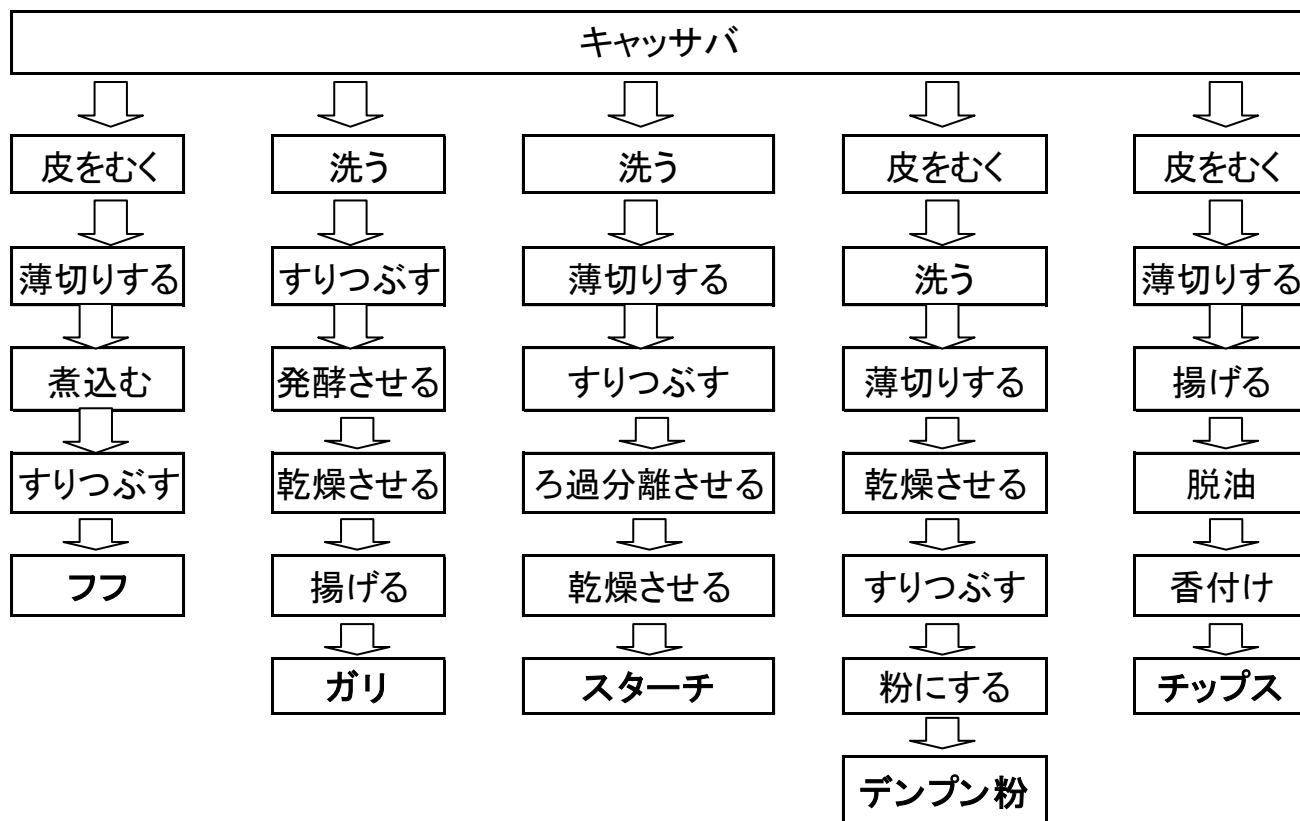 キャッサバ
皮をむく
薄切りする
煮込む
すりつぶす
フフ
洗う
すりつぶす
発酵させる
乾燥させる
揚げる
ガリ
洗う
薄切りする
すりつぶす
ろ過分離させる
乾燥させる
スターチ
皮をむく
洗う
薄切りする
乾燥させる
すりつぶす
粉にする
デンプン粉
皮をむく
薄切りする
揚げる
脱油
香付け
チップス